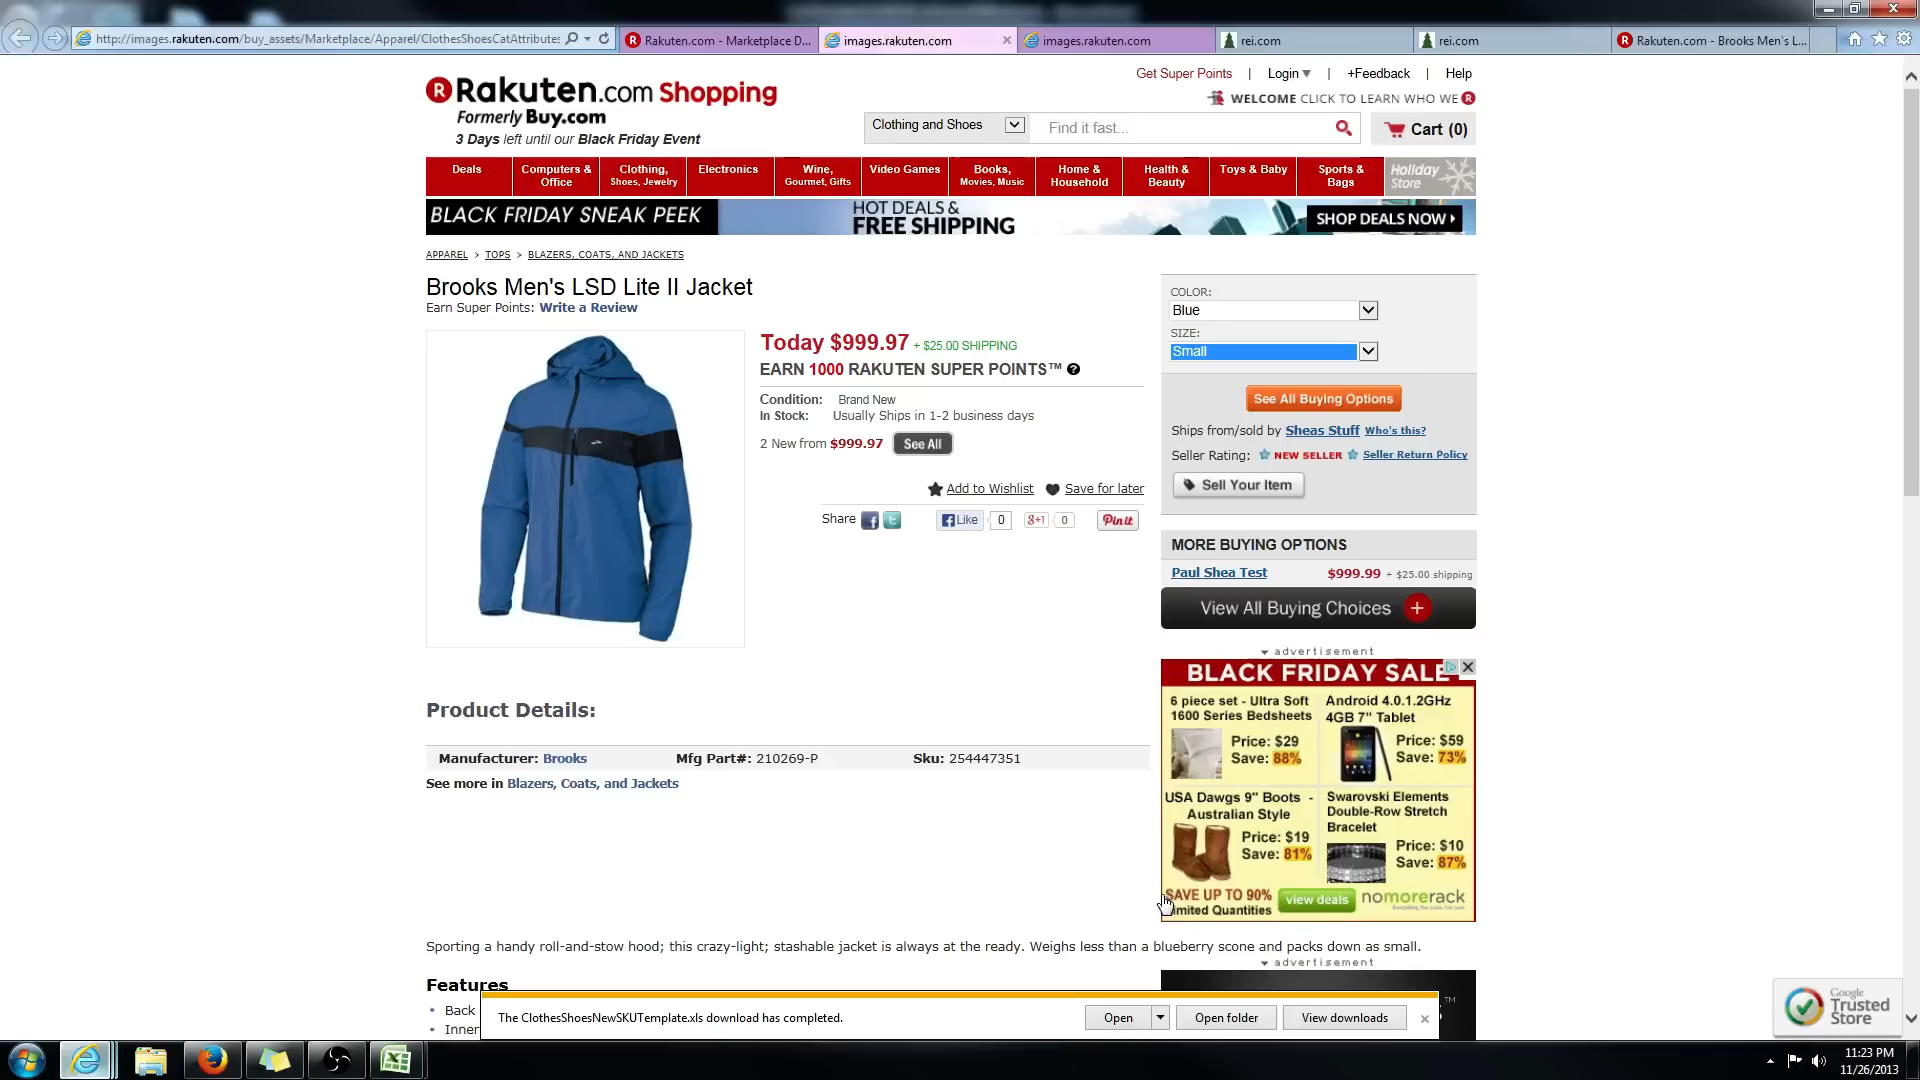 http://images.rakuten.com/buy_assets/Marketplace/Apparel/ClothesShoesCatAttributes
Rakuten.com - Marketplace D...
images.rakuten.com
images.rakuten.com
rei.com
rei.com
Rakuten.com - Brooks Men's L...
Get Super Points | Login | +Feedback | Help
Rakuten.com Shopping
WELCOME CLICK TO LEARN WHO WE R
Formerly Buy.com
3 Days left until our Black Friday Event
Clothing and Shoes
Find it fast...
Cart (0)
Deals
Computers & Office
Clothing, Shoes, Jewelry
Electronics
Wine, Gourmet, Gifts
Video Games
Books, Movies, Music
Home & Household
Health & Beauty
Toys & Baby
Sports & Bags
Holiday Store
BLACK FRIDAY SNEAK PEEK
HOT DEALS &
FREE SHIPPING
SHOP DEALS NOW
APPAREL > TOPS > BLAZERS, COATS, AND JACKETS
Brooks Men's LSD Lite II Jacket
Earn Super Points: Write a Review
Today $999.97 + $25.00 SHIPPING
EARN 1000 RAKUTEN SUPER POINTS™ ?
Condition: Brand New
In Stock: Usually Ships in 1-2 business days
2 New from $999.97 See All
Add to Wishlist Save for later
Share Like 0 g+1 0 Pinit
COLOR:
Blue
SIZE:
Small
See All Buying Options
Ships from/sold by Sheas Stuff Who's this?
Seller Rating: NEW SELLER Seller Return Policy
Sell Your Item
MORE BUYING OPTIONS
Paul Shea Test $999.99 + $25.00 shipping
View All Buying Choices +
advertisement
BLACK FRIDAY SALE
6 piece set - Ultra Soft
1600 Series Bedsheets
Price: $29
Save: 88%
Android 4.0.1.2GHz
4GB 7" Tablet
Price: $59
Save: 73%
USA Dawgs 9" Boots -
Australian Style
Price: $19
Save: 81%
Swarovski Elements
Double-Row Stretch
Bracelet
Price: $10
Save: 87%
SAVE UP TO 90%
Limited Quantities
view deals
nomorerack
Product Details:
Manufacturer: Brooks Mfg Part#: 210269-P Sku: 254447351
See more in Blazers, Coats, and Jackets
Sporting a handy roll-and-stow hood; this crazy-light; stashable jacket is always at the ready. Weighs less than a blueberry scone and packs down as small.
advertisement
Features
• Back
• Inner
The ClothesShoesNewSKUTemplate.xls download has completed.
Open
Open folder
View downloads
TM
Google
Trusted
Store
11:23 PM
11/26/2013